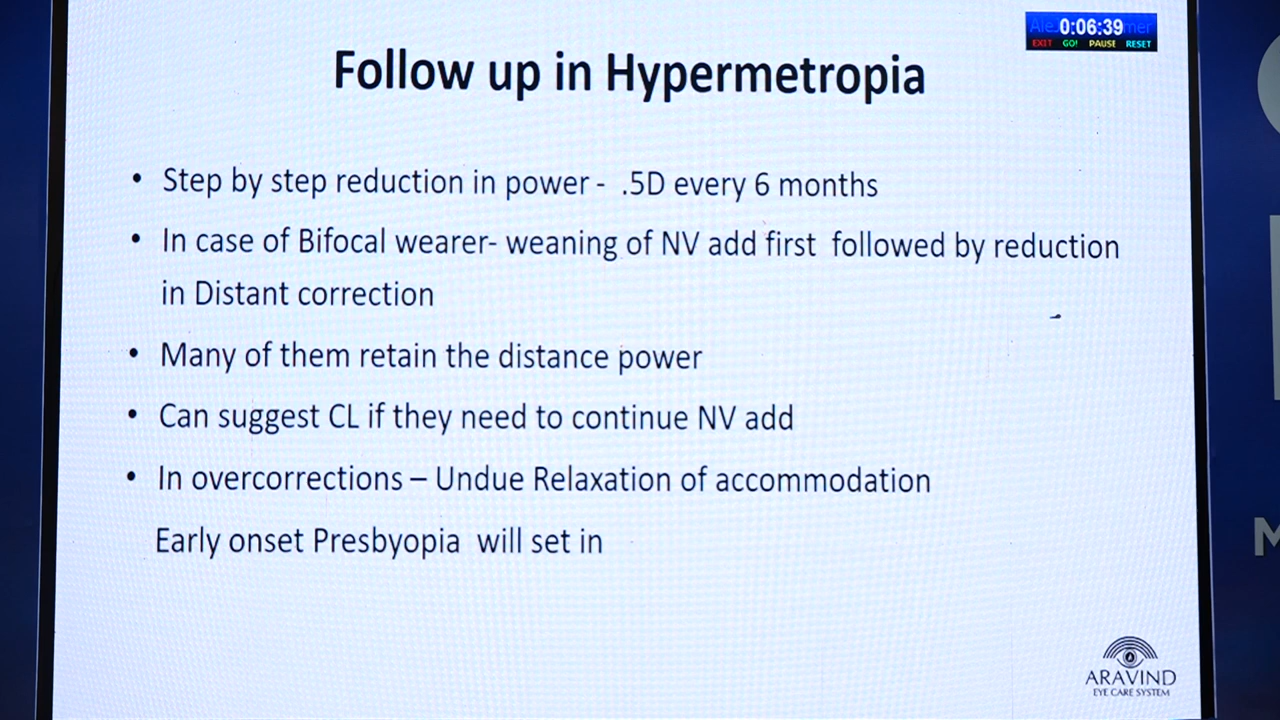 0:06:39
EXIT GO! PAUSE RESET
Follow up in Hypermetropia
• Step by step reduction in power - .5D every 6 months
• In case of Bifocal wearer- weaning of NV add first followed by reduction
in Distant correction
• Many of them retain the distance power
• Can suggest CL if they need to continue NV add
• In overcorrections – Undue Relaxation of accommodation
Early onset Presbyopia will set in
ARAVIND
EYE CARE SYSTEM
M